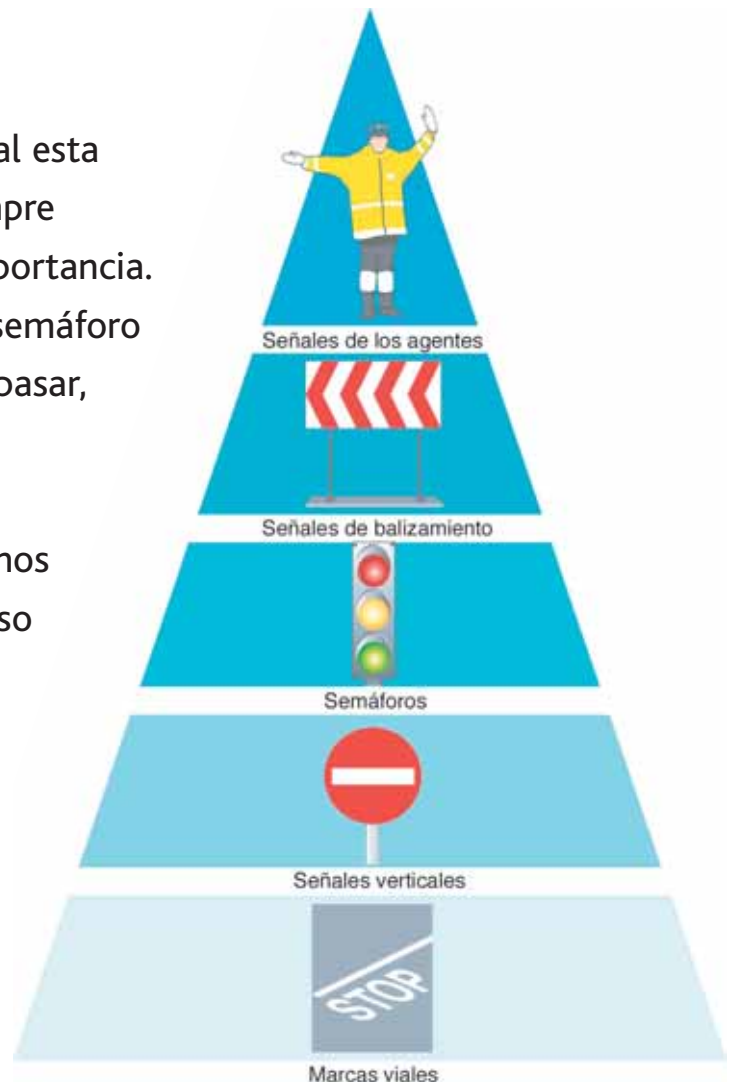 al esta
npre
portancia.
semáforo
pasar,
nos
so
Señales de los agentes
Señales de balizamiento
Semáforos
Señales verticales
STOP
Marcas viales